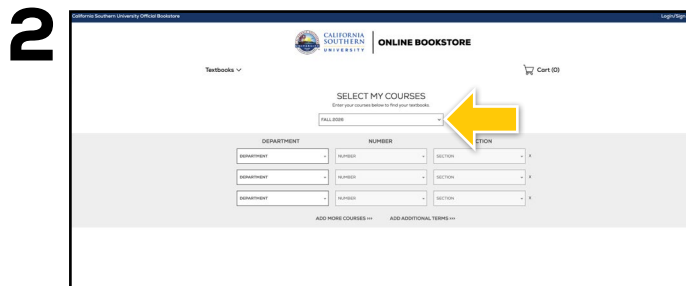 2
California Southern University Official Bookstore
Login/Sign
CALIFORNIA
SOUTHERN
UNIVERSITY
ONLINE BOOKSTORE
Textbooks
Cart (0)
SELECT MY COURSES
Enter your courses below to find your textbooks.
FALL 2026
DEPARTMENT NUMBER CTION
DEPARTMENT NUMBER SECTION X
DEPARTMENT NUMBER SECTION X
DEPARTMENT NUMBER SECTION X
ADD MORE COURSES >>> ADD ADDITIONAL TERMS >>>